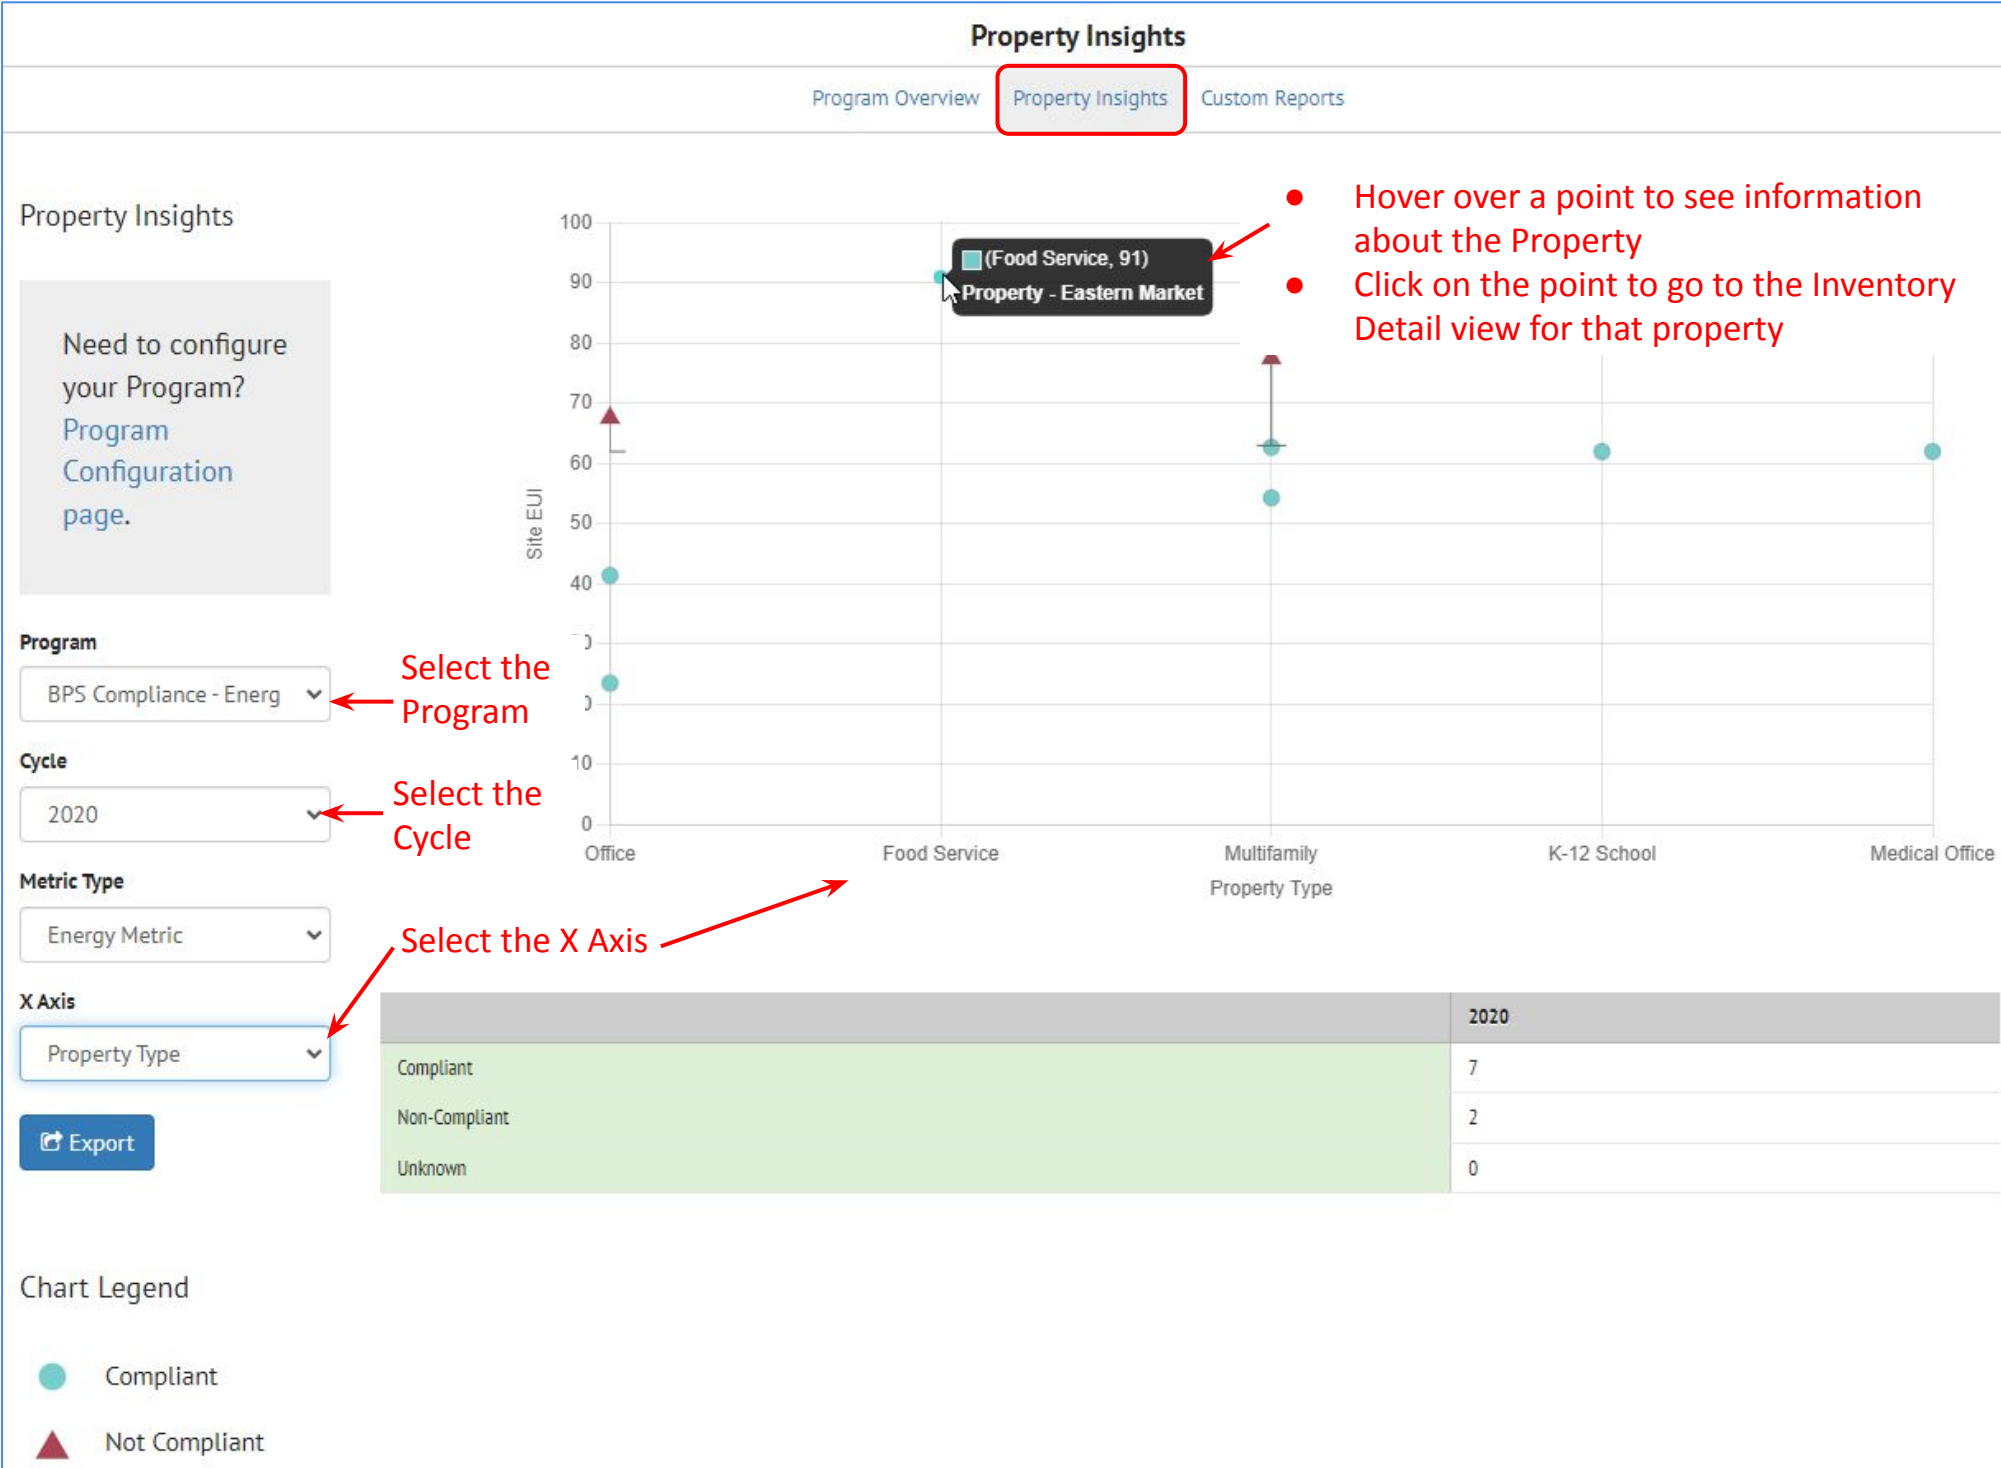 Property Insights
Program Overview
Property Insights
Custom Reports
Property Insights
Need to configure
your Program?
Program
Configuration
page.
Program
BPS Compliance - Energ
Cycle
2020
Metric Type
Energy Metric
X Axis
Property Type
Export
Select the
Program
Select the
Cycle
Select the X Axis
● Hover over a point to see information
about the Property
● Click on the point to go to the Inventory
Detail view for that property
(Food Service, 91)
Property - Eastern Market
100
90
80
70
60
50
40
10
0
Site EUI
Office
Food Service
Multifamily
K-12 School
Medical Office
Property Type
2020
Compliant 7
Non-Compliant 2
Unknown 0
Chart Legend
Compliant
Not Compliant